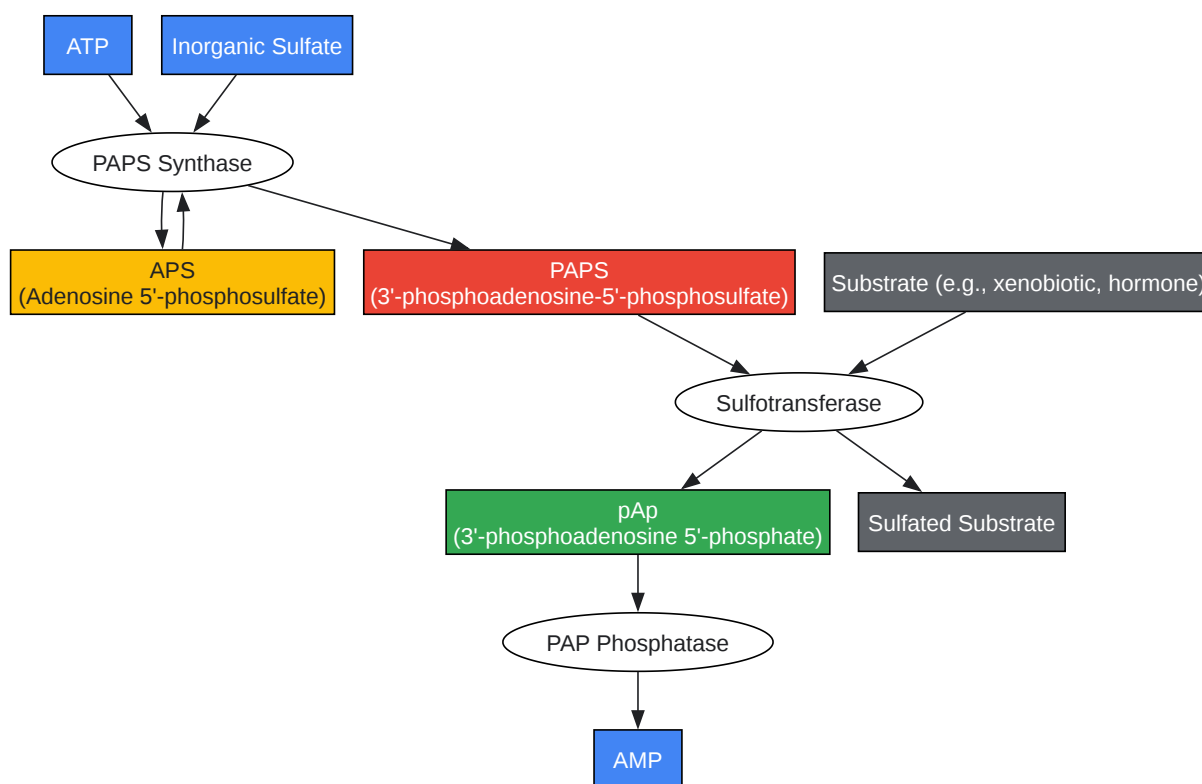 ATP
Inorganic Sulfate
PAPS Synthase
APS
(Adenosine 5'-phosphosulfate)
PAPS
(3'-phosphoadenosine-5'-phosphosulfate)
Substrate (e.g., xenobiotic, hormone)
Sulfotransferase
pAp
(3'-phosphoadenosine 5'-phosphate)
Sulfated Substrate
PAP Phosphatase
AMP